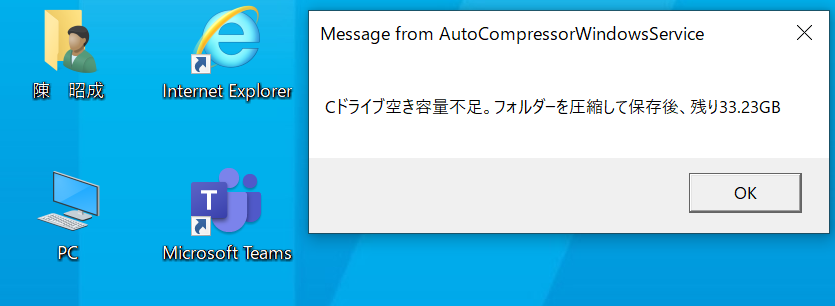 陳　昭成
Internet Explorer
PC
T
Microsoft Teams
Message from AutoCompressorWindowsService
Cドライブ空き容量不足。フォルダーを圧縮して保存後、残り33.23GB
OK